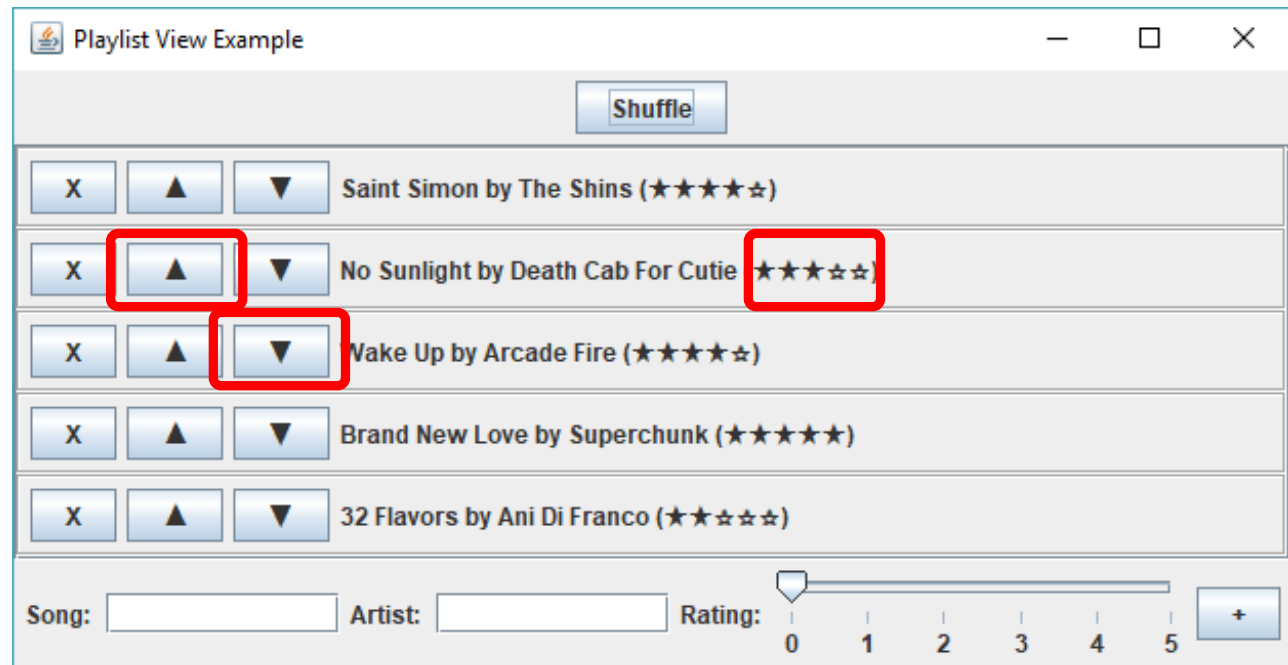 Playlist View Example
Shuffle
X ▲ ▼ Saint Simon by The Shins (★★★★☆)
X ▲ ▼ No Sunlight by Death Cab For Cutie ★★★☆☆)
X ▲ ▼ Wake Up by Arcade Fire (★★★★☆)
X ▲ ▼ Brand New Love by Superchunk (★★★★★)
X ▲ ▼ 32 Flavors by Ani Di Franco (★★☆☆☆)
Song: Artist: Rating: +
0 1 2 3 4 5